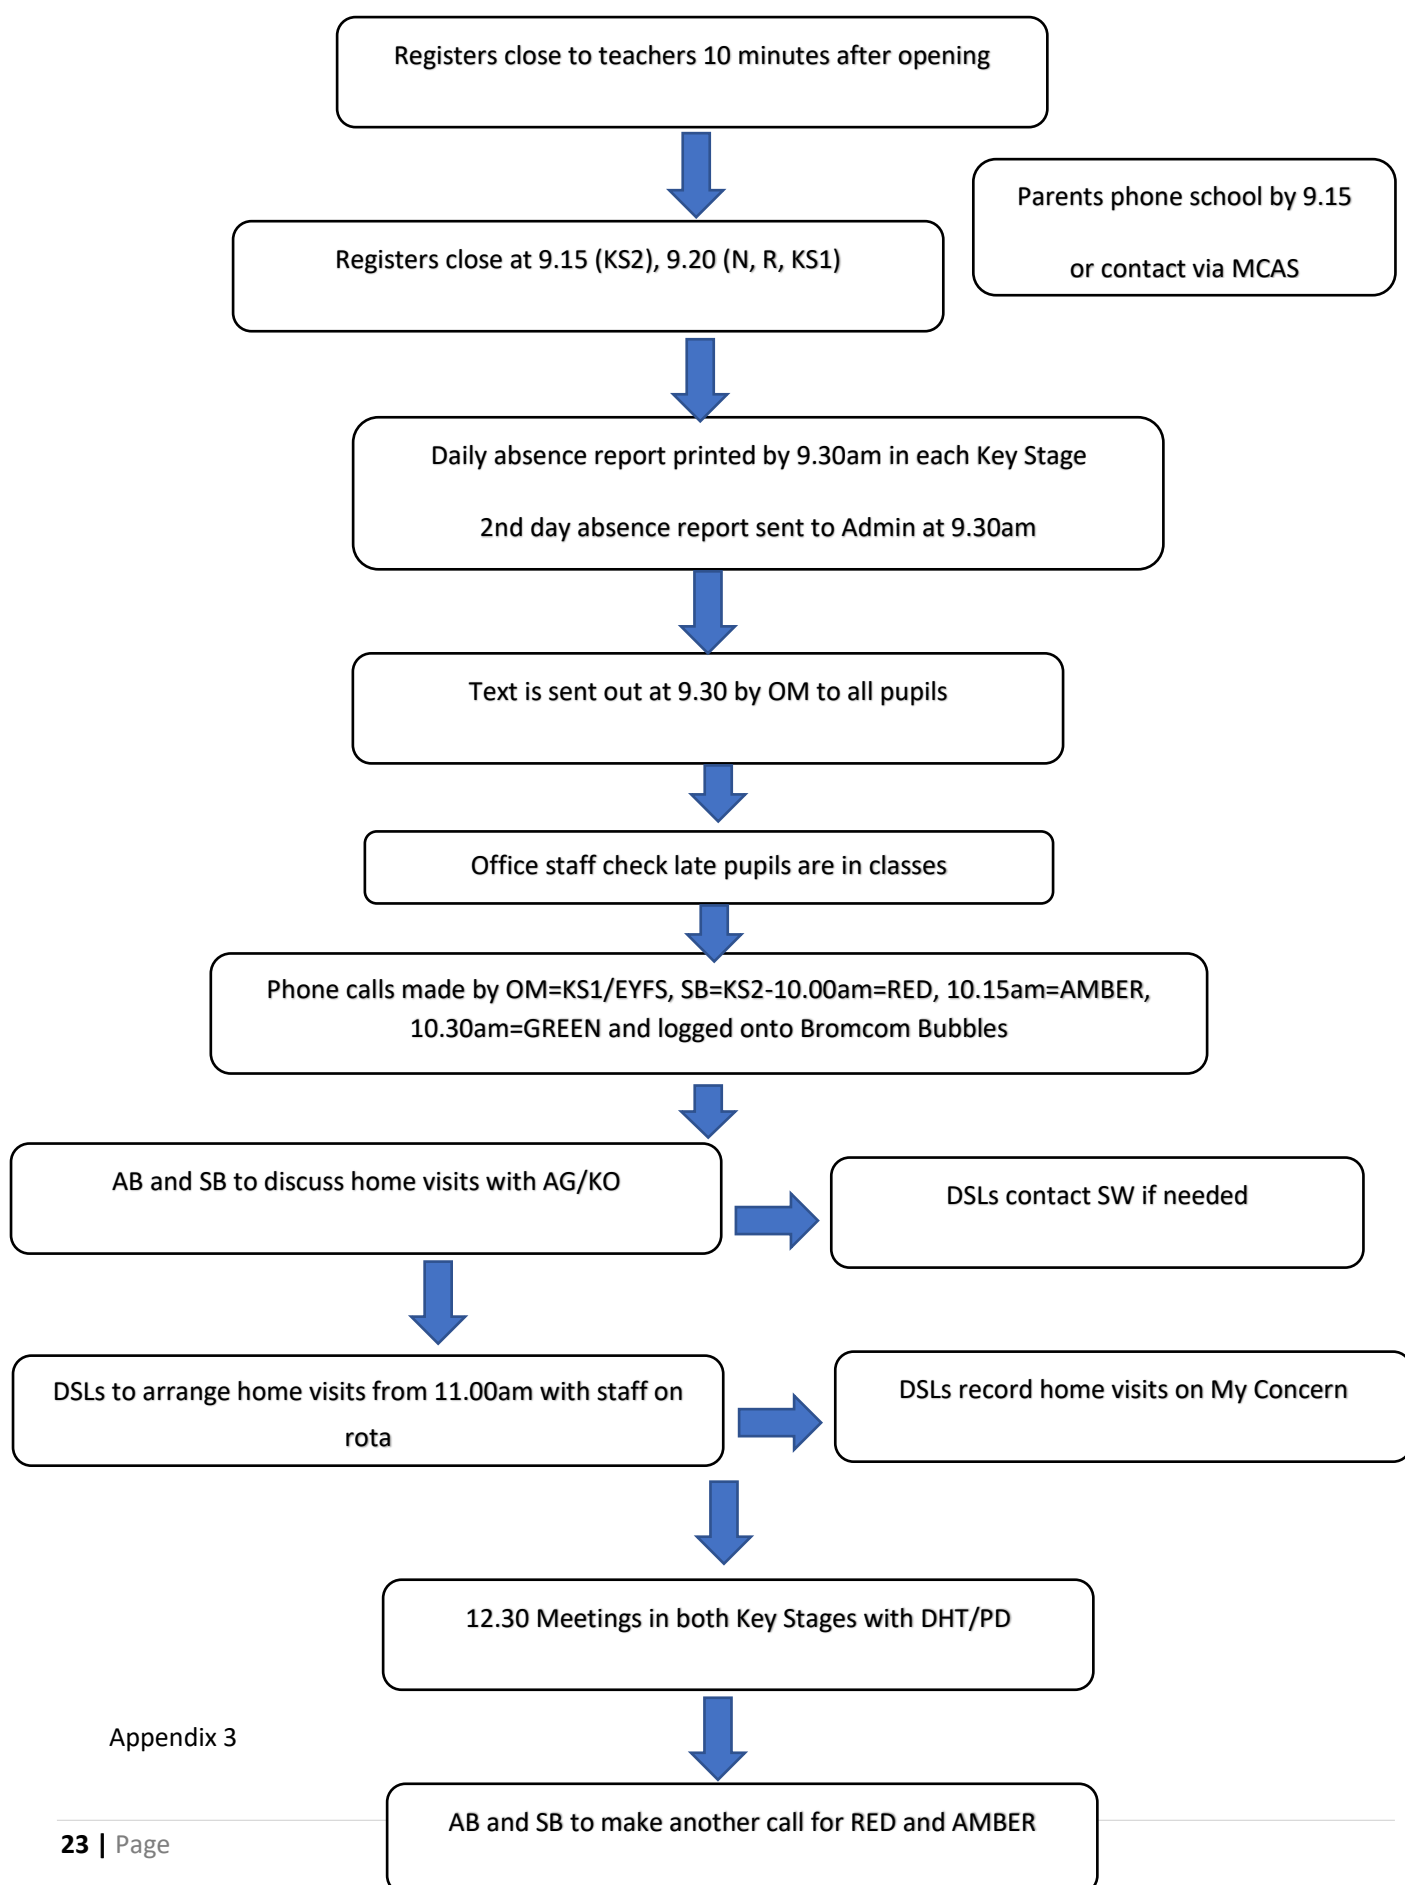 Registers close to teachers 10 minutes after opening
Parents phone school by 9.15
or contact via MCAS
Registers close at 9.15 (KS2), 9.20 (N, R, KS1)
Daily absence report printed by 9.30am in each Key Stage
2nd day absence report sent to Admin at 9.30am
Text is sent out at 9.30 by OM to all pupils
Office staff check late pupils are in classes
Phone calls made by OM=KS1/EYFS, SB=KS2-10.00am=RED, 10.15am=AMBER,
10.30am=GREEN and logged onto Bromcom Bubbles
AB and SB to discuss home visits with AG/KO
DSLs contact SW if needed
DSLs to arrange home visits from 11.00am with staff on
rota
DSLs record home visits on My Concern
12.30 Meetings in both Key Stages with DHT/PD
Appendix 3
AB and SB to make another call for RED and AMBER
23 | Page